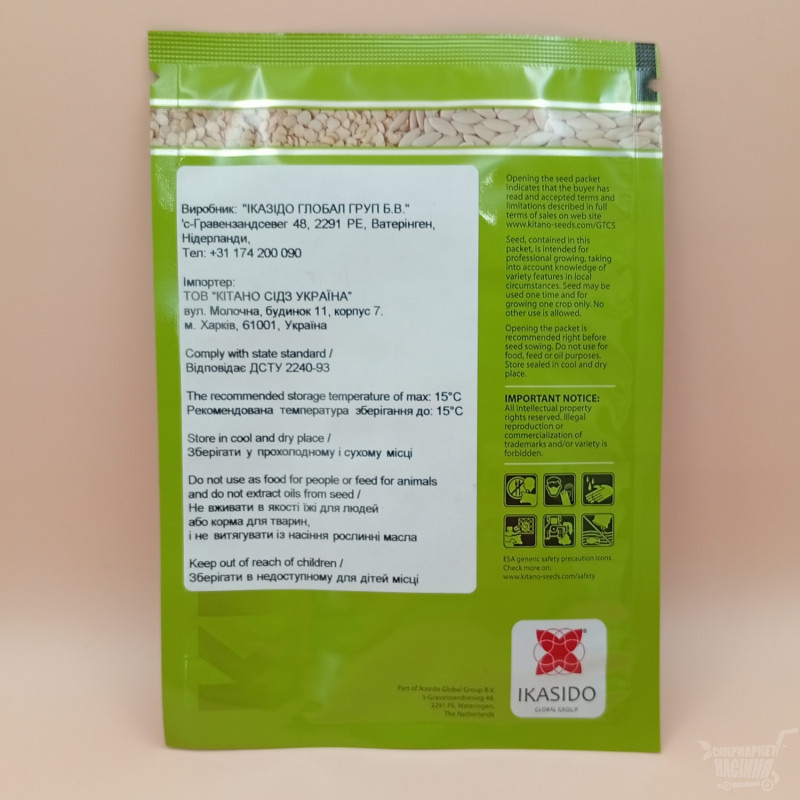 Виробник: "ІКАЗІДО ГЛОБАЛ ГРУП Б.В."
'с-Гравензандсевег 48, 2291 PE, Ватерінген,
Нідерланди,
Тел: +31 174 200 090
Імпортер:
ТОВ "КІТАНО СІДЗ УКРАЇНА"
вул. Молочна, будинок 11, корпус 7.
м. Харків, 61001, Україна
Comply with state standard /
Відповідає ДСТУ 2240-93
The recommended storage temperature of max: 15°C
Рекомендована температура зберігання до: 15°C
Store in cool and dry place /
Зберігати у прохолодному і сухому місці
Do not use as food for people or feed for animals
and do not extract oils from seed /
Не вживати в якості їжі для людей
або корма для тварин,
і не витягувати із насіння рослинні масла
Keep out of reach of children /
Зберігати в недоступному для дітей місці
Opening the seed packet
indicates that the buyer has
read and accepted terms and
limitations described in full
terms of sales on web site
www.kitano-seeds.com/GTCS
Seed, contained in this
packet, is intended for
professional growing, taking
into account knowledge of
variety features in local
circumstances. Seed may be
used one time and for
growing one crop only. No
other use is allowed.
Opening the packet is
recommended right before
seed sowing. Do not use for
food, feed or oil purposes.
Store sealed in cool and dry
place.
IMPORTANT NOTICE:
All intellectual property
rights reserved. Illegal
reproduction or
commercialization of
trademarks and/or variety is
forbidden.
ESA generic safety precaution icons
Check more on:
www.kitano-seeds.com/safety
Part of Ikasido Global Group B.V.
's-Gravenzandseweg 48,
2291 PE, Wateringen,
The Netherlands
IKASIDO
GLOBAL GROUP
СУПЕРМАРКЕТ
НАСІННЯ